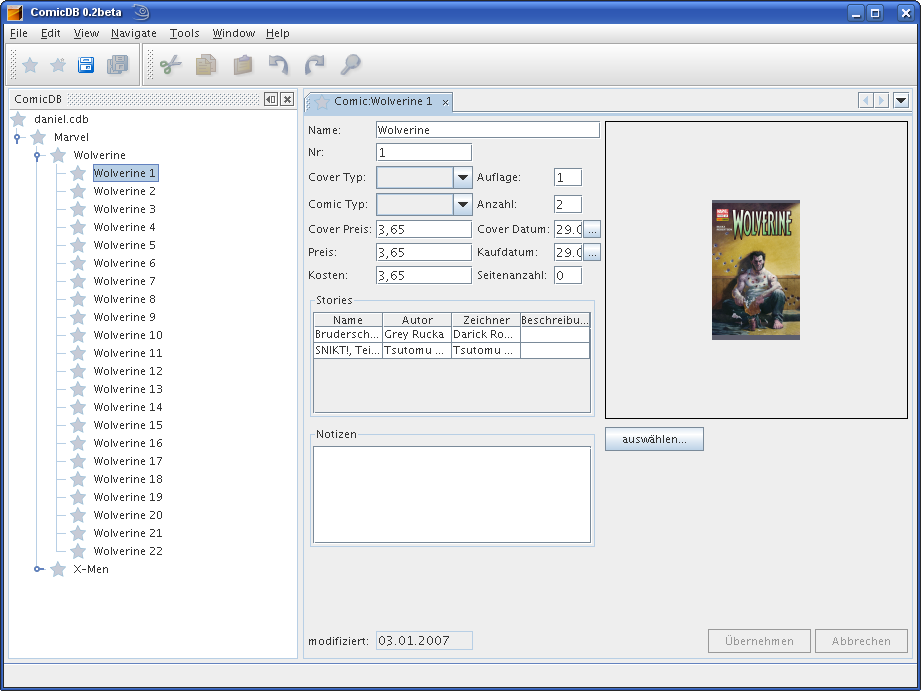 ComicDB 0.2beta
File Edit View Navigate Tools Window Help
ComicDB
daniel.cdb
Marvel
Wolverine
Wolverine 1
Wolverine 2
Wolverine 3
Wolverine 4
Wolverine 5
Wolverine 6
Wolverine 7
Wolverine 8
Wolverine 9
Wolverine 10
Wolverine 11
Wolverine 12
Wolverine 13
Wolverine 14
Wolverine 15
Wolverine 16
Wolverine 17
Wolverine 18
Wolverine 19
Wolverine 20
Wolverine 21
Wolverine 22
X-Men
Comic:Wolverine 1
Name: Wolverine
Nr: 1
Cover Typ: Auflage: 1
Comic Typ: Anzahl: 2
Cover Preis: 3,65 Cover Datum: 29.0 ...
Preis: 3,65 Kaufdatum: 29.0 ...
Kosten: 3,65 Seitenanzahl: 0
Stories
Name Autor Zeichner Beschreibu...
Brudersch... Grey Rucka Darick Ro...
SNIKT!, Tei... Tsutomu ... Tsutomu ...
Notizen
modifiziert: 03.01.2007
WOLVERINE
auswählen...
Übernehmen Abbrechen